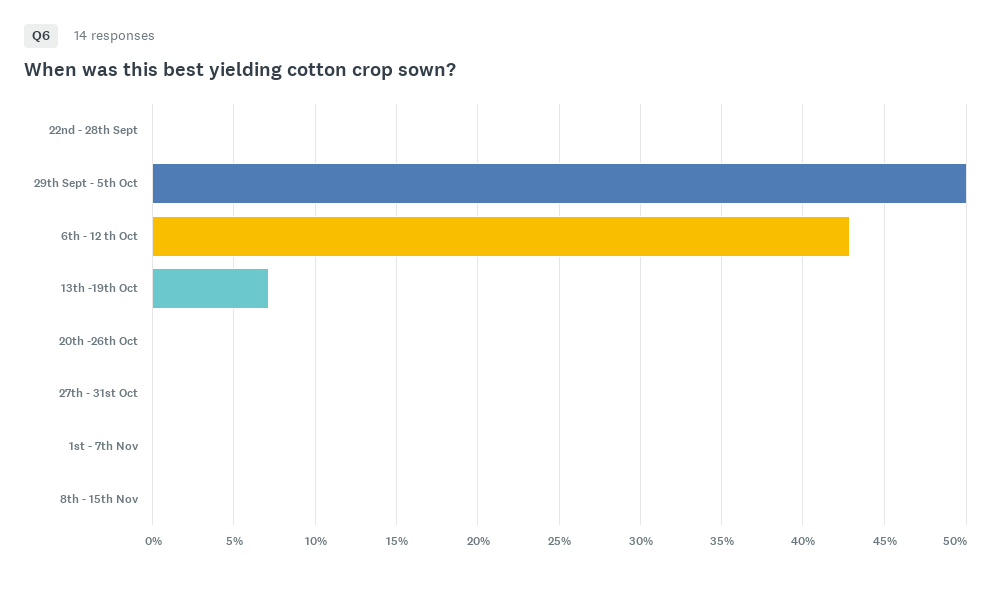 Q6 14 responses
When was this best yielding cotton crop sown?
22nd - 28th Sept
29th Sept - 5th Oct
6th - 12 th Oct
13th -19th Oct
20th -26th Oct
27th - 31st Oct
1st - 7th Nov
8th - 15th Nov
0% 5% 10% 15% 20% 25% 30% 35% 40% 45% 50%